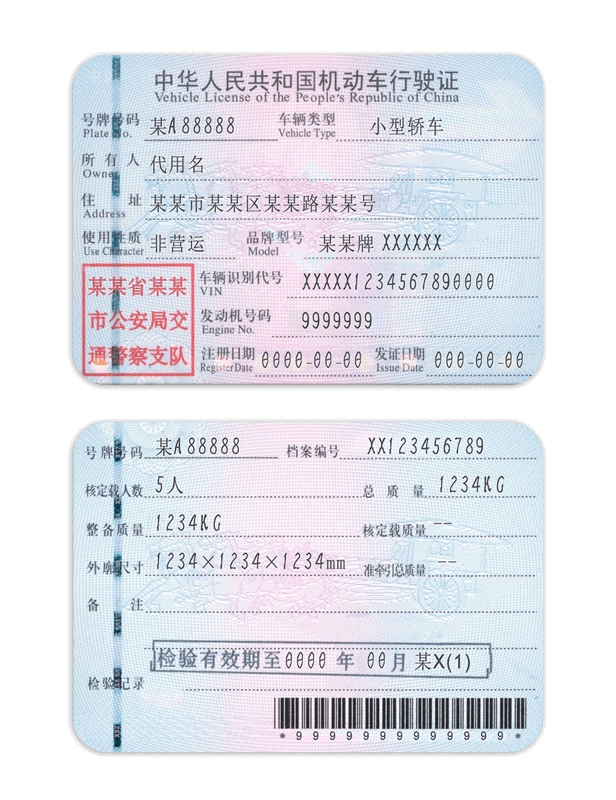 中华人民共和国机动车行驶证
Vehicle License of the People's Republic of China
号牌号码 某A88888 车辆类型 小型轿车
Plate No. Vehicle Type
所有人 代用名
Owner
住址 某某市某某区某某路某某号
Address
使用性质 非营运 品牌型号 某某牌 XXXXXX
Use Character Model
某某省某某
市公安局交
通警察支队
车辆识别代号 XXXXX1234567890000
VIN
发动机号码 9999999
Engine No.
注册日期 0000-00-00 发证日期 000-00-00
Register Date Issue Date
号牌号码 某A88888 档案编号 XX123456789
核定载人数 5人 总质量 1234KG
整备质量 1234KG 核定载质量 --
外廓尺寸 1234×1234×1234mm 准牵引总质量 --
备注
检验有效期至0000年00月某X(1)
检验记录
*9999999999999*